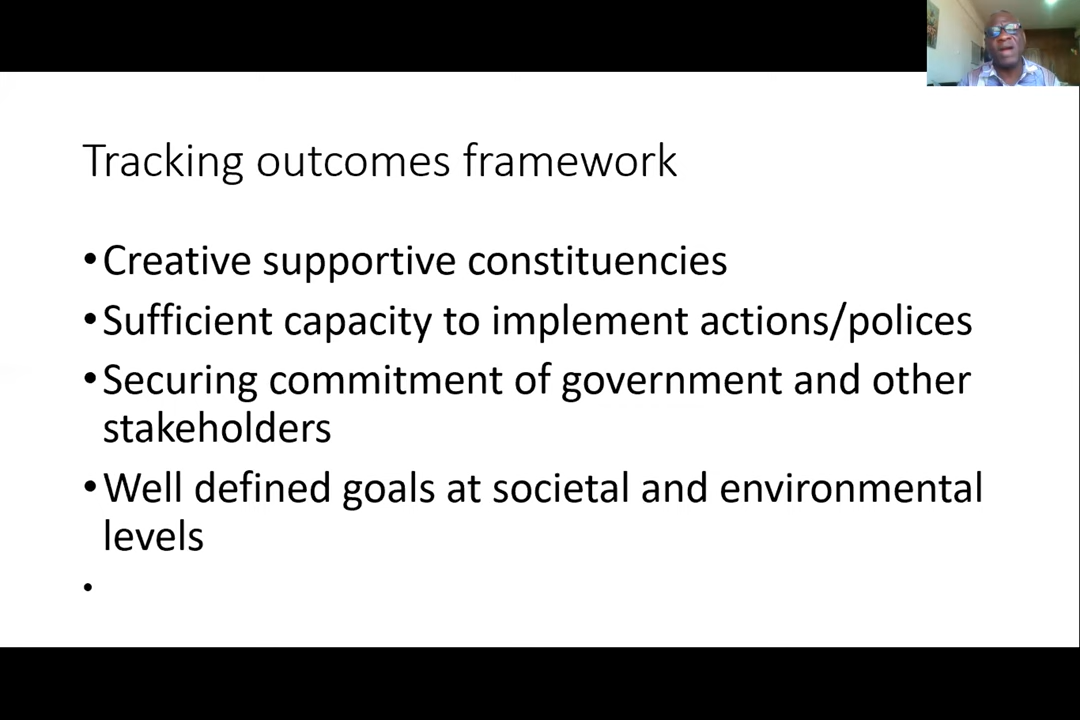 Tracking outcomes framework
•Creative supportive constituencies
•Sufficient capacity to implement actions/polices
•Securing commitment of government and other
stakeholders
•Well defined goals at societal and environmental
levels
•